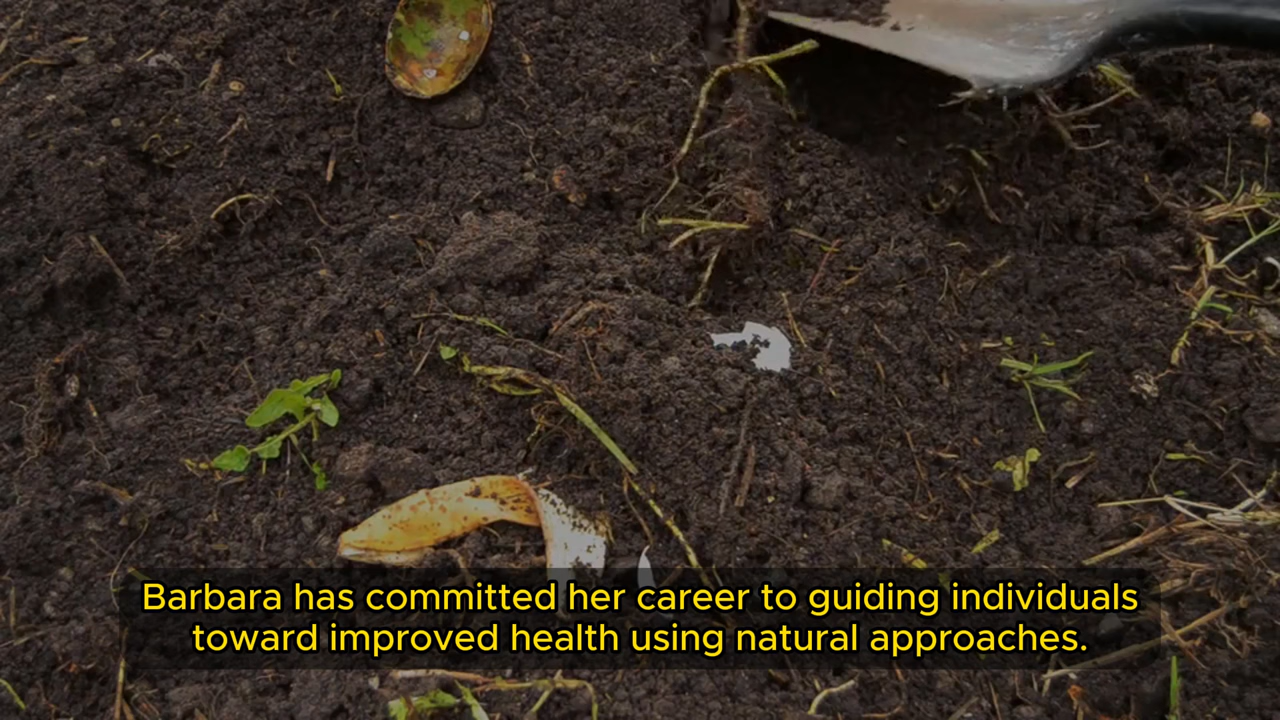 Barbara has committed her career to guiding individuals
toward improved health using natural approaches.